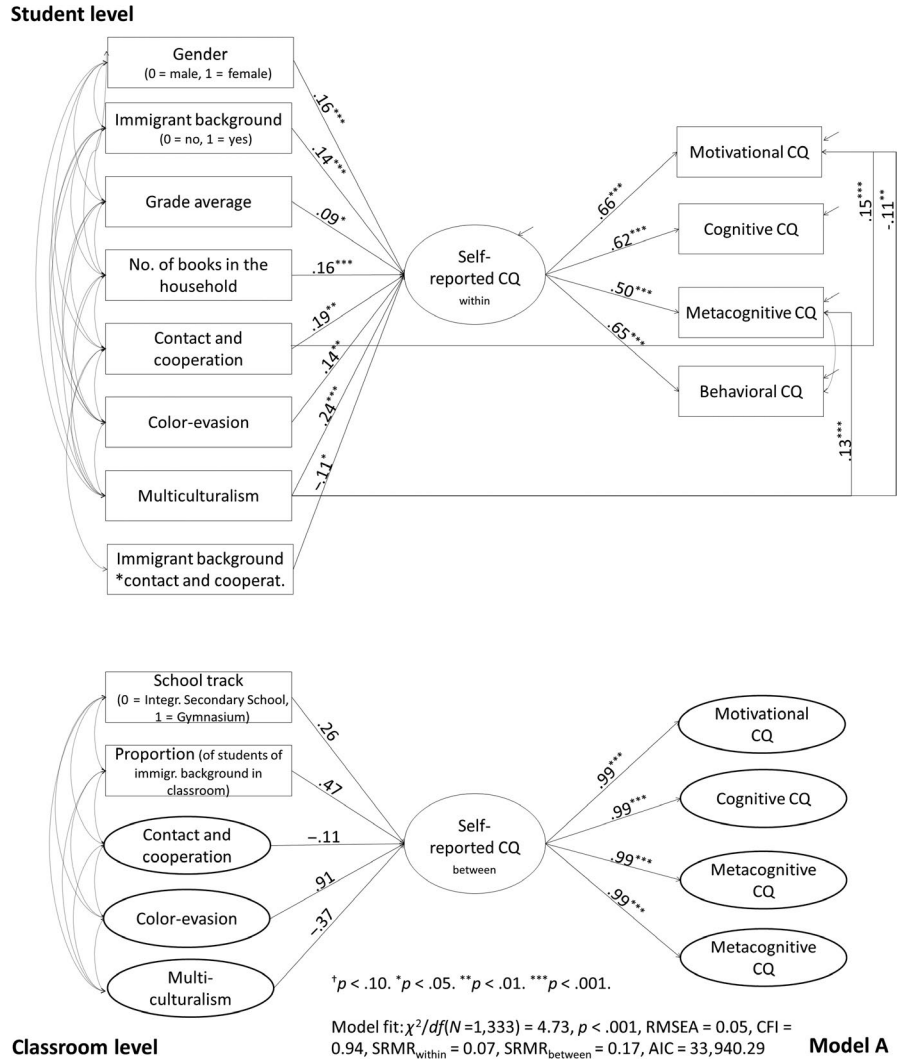 Student level
Gender
(0 = male, 1 = female)
Immigrant background
(0 = no, 1 = yes)
Grade average
No. of books in the
household
Contact and
cooperation
Color-evasion
Multiculturalism
Immigrant background
*contact and cooperat.
.16***
.14***
.09*
.16***
.19**
.14**
.24***
–.11*
Self-
reported CQ
within
.66***
.62***
.50***
.65***
Motivational CQ
Cognitive CQ
Metacognitive CQ
Behavioral CQ
.15***
-.11**
.13***
School track
(0 = Integr. Secondary School,
1 = Gymnasium)
Proportion (of students of
immigr. background in
classroom)
Contact and
cooperation
Color-evasion
Multi-
culturalism
.26
.47
–.11
.91
–.37
Self-
reported CQ
between
.99***
.99***
.99***
.99***
Motivational
CQ
Cognitive CQ
Metacognitive
CQ
Metacognitive
CQ
†p < .10. *p < .05. **p < .01. ***p < .001.
Model fit: χ²/df(N =1,333) = 4.73, p < .001, RMSEA = 0.05, CFI =
0.94, SRMRwithin = 0.07, SRMRbetween = 0.17, AIC = 33,940.29
Classroom level
Model A